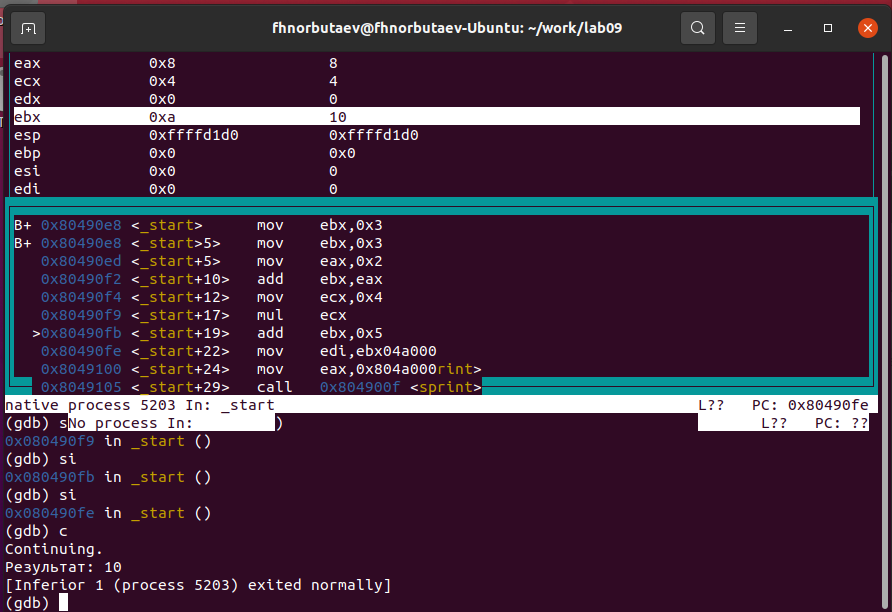 fhnorbutaev@fhnorbutaev-Ubuntu: ~/work/lab09
eax 0x8 8
ecx 0x4 4
edx 0x0 0
ebx 0xa 10
esp 0xffffd1d0 0xffffd1d0
ebp 0x0 0x0
esi 0x0 0
edi 0x0 0
B+ 0x80490e8 <_start> mov ebx,0x3
B+ 0x80490e8 <_start>5> mov ebx,0x3
0x80490ed <_start+5> mov eax,0x2
0x80490f2 <_start+10> add ebx,eax
0x80490f4 <_start+12> mov ecx,0x4
0x80490f9 <_start+17> mul ecx
>0x80490fb <_start+19> add ebx,0x5
0x80490fe <_start+22> mov edi,ebx04a000
0x8049100 <_start+24> mov eax,0x804a000rint>
0x8049105 <_start+29> call 0x804900f <sprint>
native process 5203 In: _start L?? PC: 0x80490fe
(gdb) sNo process In: ) L?? PC: ??
0x080490f9 in _start ()
(gdb) si
0x080490fb in _start ()
(gdb) si
0x080490fe in _start ()
(gdb) c
Continuing.
Результат: 10
[Inferior 1 (process 5203) exited normally]
(gdb)